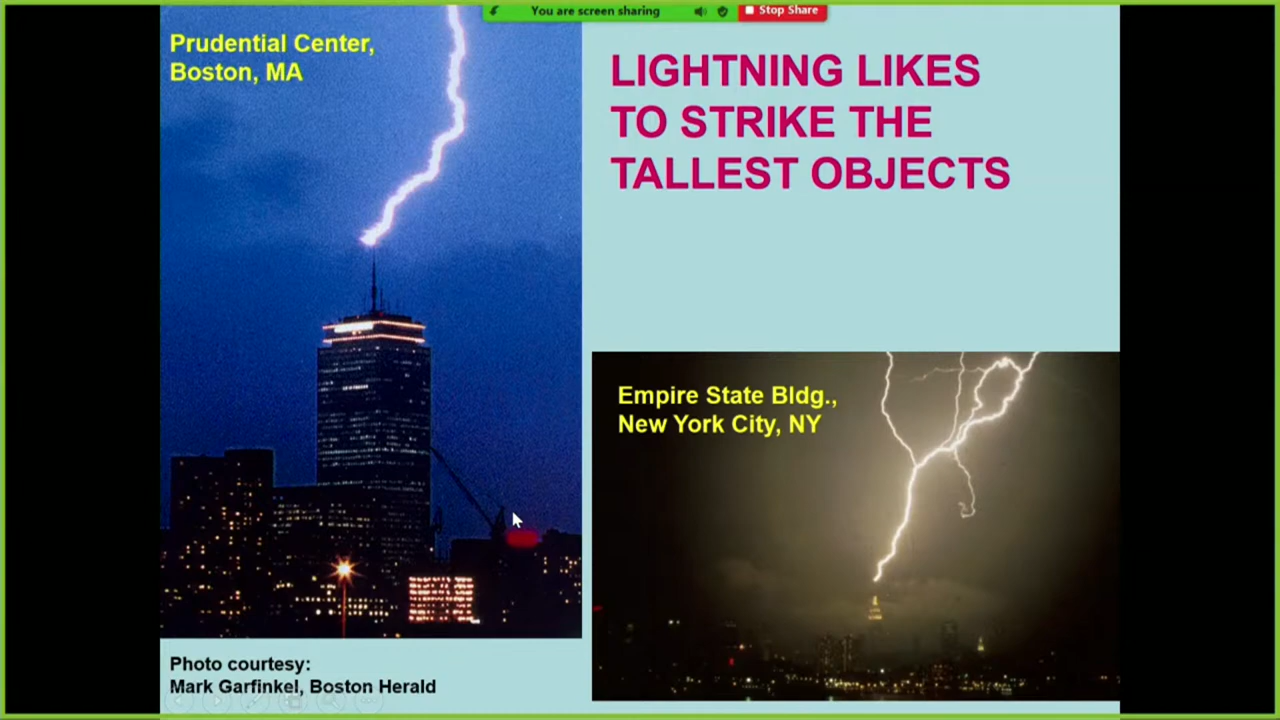 You are screen sharing
Stop Share
Prudential Center,
Boston, MA
LIGHTNING LIKES
TO STRIKE THE
TALLEST OBJECTS
Empire State Bldg.,
New York City, NY
Photo courtesy:
Mark Garfinkel, Boston Herald